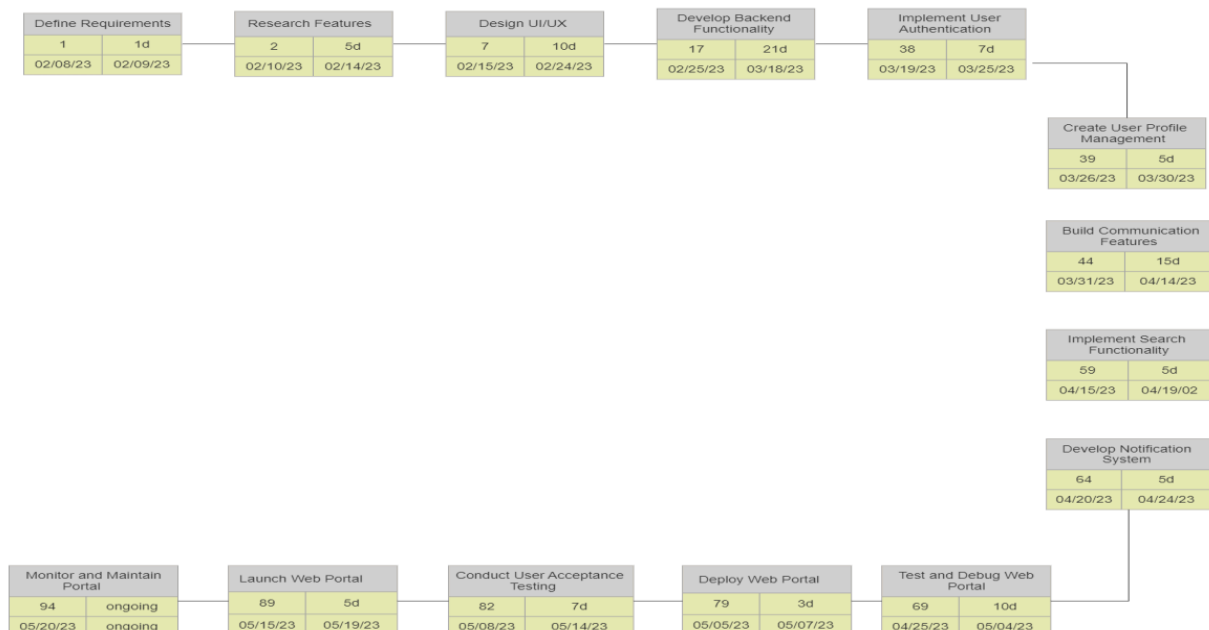 Define Requirements
1 1d
02/08/23 02/09/23
Research Features
2 5d
02/10/23 02/14/23
Design UI/UX
7 10d
02/15/23 02/24/23
Develop Backend
Functionality
17 21d
02/25/23 03/18/23
Implement User
Authentication
38 7d
03/19/23 03/25/23
Create User Profile
Management
39 5d
03/26/23 03/30/23
Build Communication
Features
44 15d
03/31/23 04/14/23
Implement Search
Functionality
59 5d
04/15/23 04/19/02
Develop Notification
System
64 5d
04/20/23 04/24/23
Test and Debug Web
Portal
69 10d
04/25/23 05/04/23
Deploy Web Portal
79 3d
05/05/23 05/07/23
Conduct User Acceptance
Testing
82 7d
05/08/23 05/14/23
Launch Web Portal
89 5d
05/15/23 05/19/23
Monitor and Maintain
Portal
94 ongoing
05/20/23 ongoing